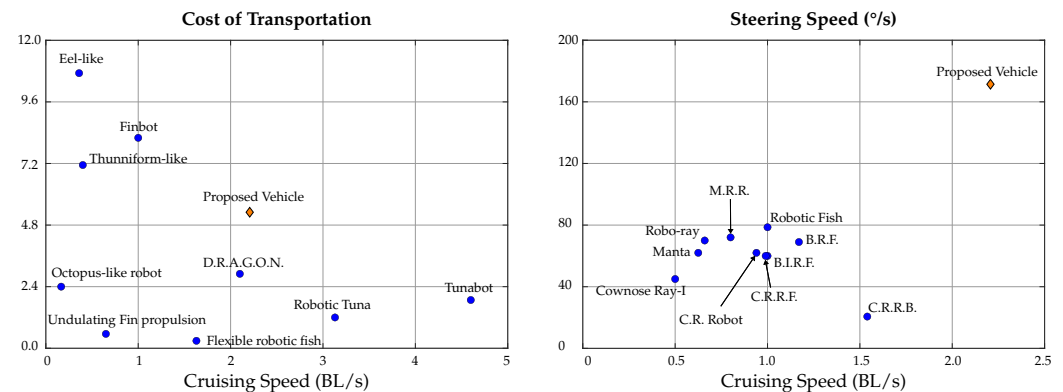 Cost of Transportation
12.0
9.6
7.2
4.8
2.4
0.0
Eel-like
Finbot
Thunniform-like
Proposed Vehicle
D.R.A.G.O.N.
Octopus-like robot
Tunabot
Robotic Tuna
Undulating Fin propulsion
Flexible robotic fish
0 1 2 3 4 5
Cruising Speed (BL/s)
Steering Speed (°/s)
200
160
120
80
40
0
Proposed Vehicle
M.R.R.
Robotic Fish
Robo-ray
B.R.F.
Manta
B.I.R.F.
Cownose Ray-I
C.R.R.F.
C.R. Robot
C.R.R.B.
0 0.5 1.0 1.5 2.0 2.5
Cruising Speed (BL/s)